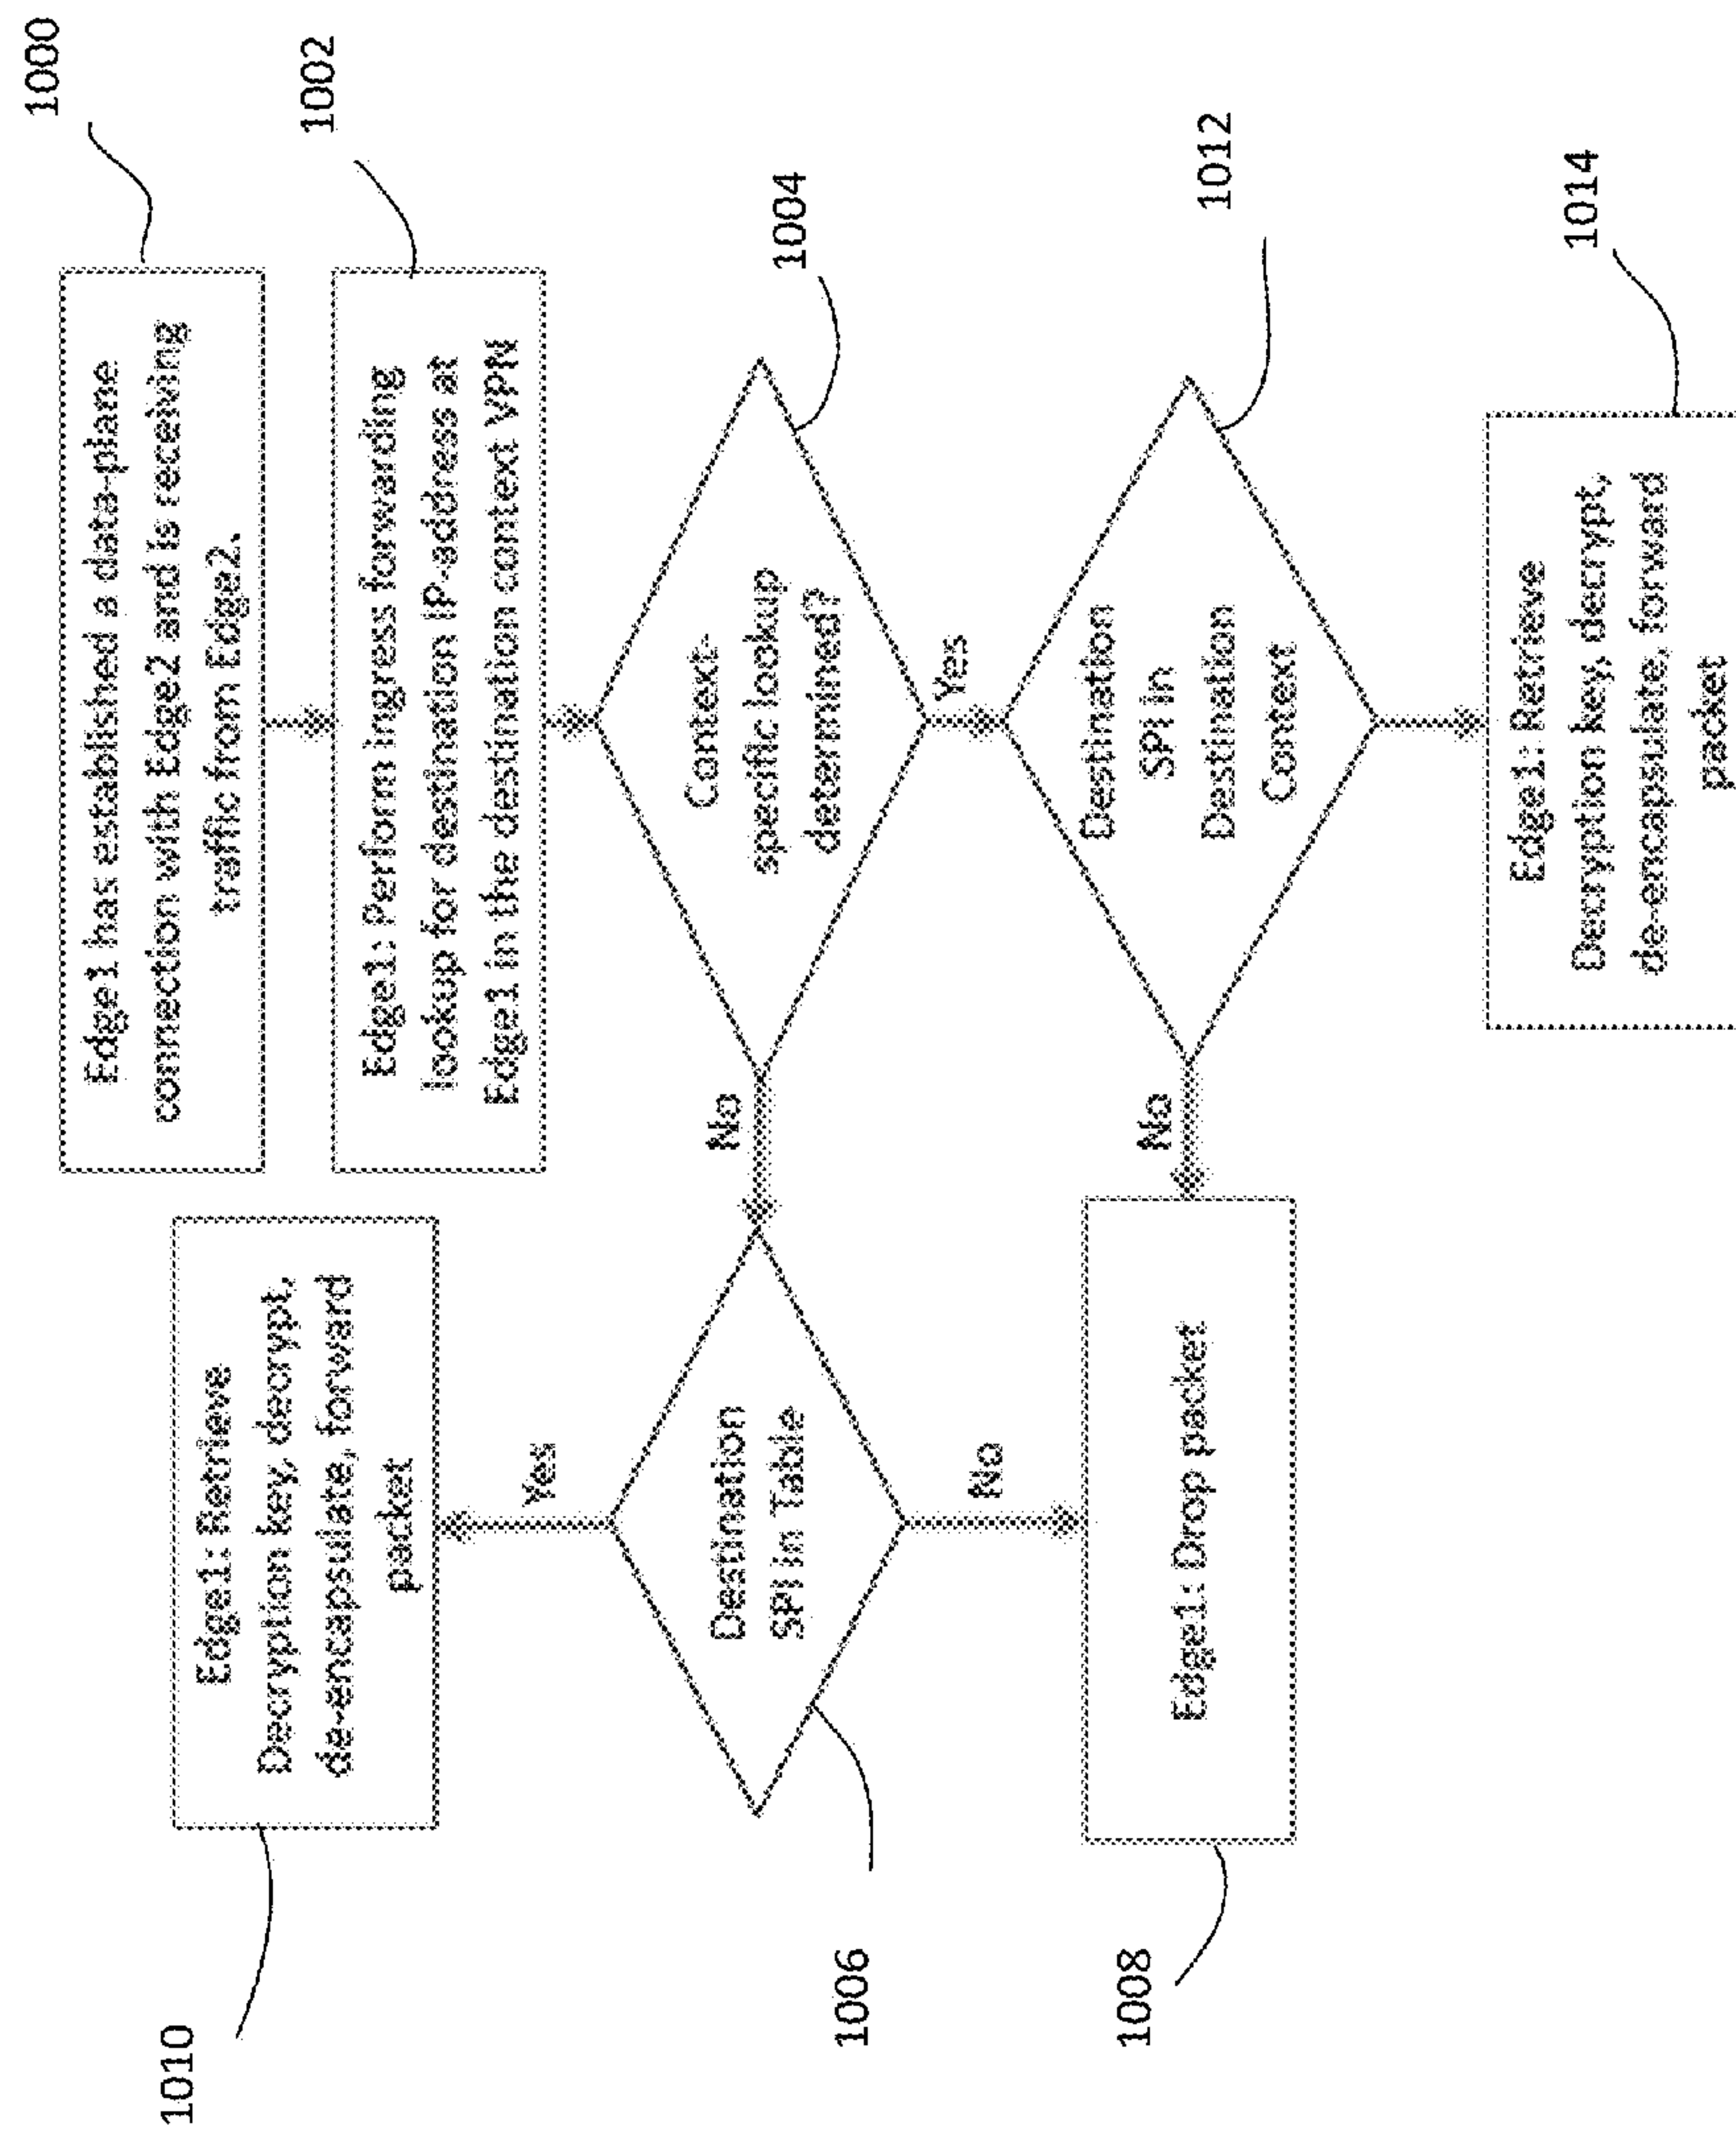 1000
Edge1 has established a data-plane
connection with Edge2 and is receiving
traffic from Edge2.
1002
Edge1: Perform ingress forwarding
lookup for destination IP-address at
Edge1 in the destination context VPN
1004
Context-
specific lookup
determined?
No
Yes
1006
Destination
SPI in Table
Yes
No
1010
Edge1: Retrieve
Decryption key, decrypt,
de-encapsulate, forward
packet
1008
Edge1: Drop packet
1012
Destination
SPI in
Destination
Context
No
1014
Edge1: Retrieve
Decryption key, decrypt,
de-encapsulate, forward
packet